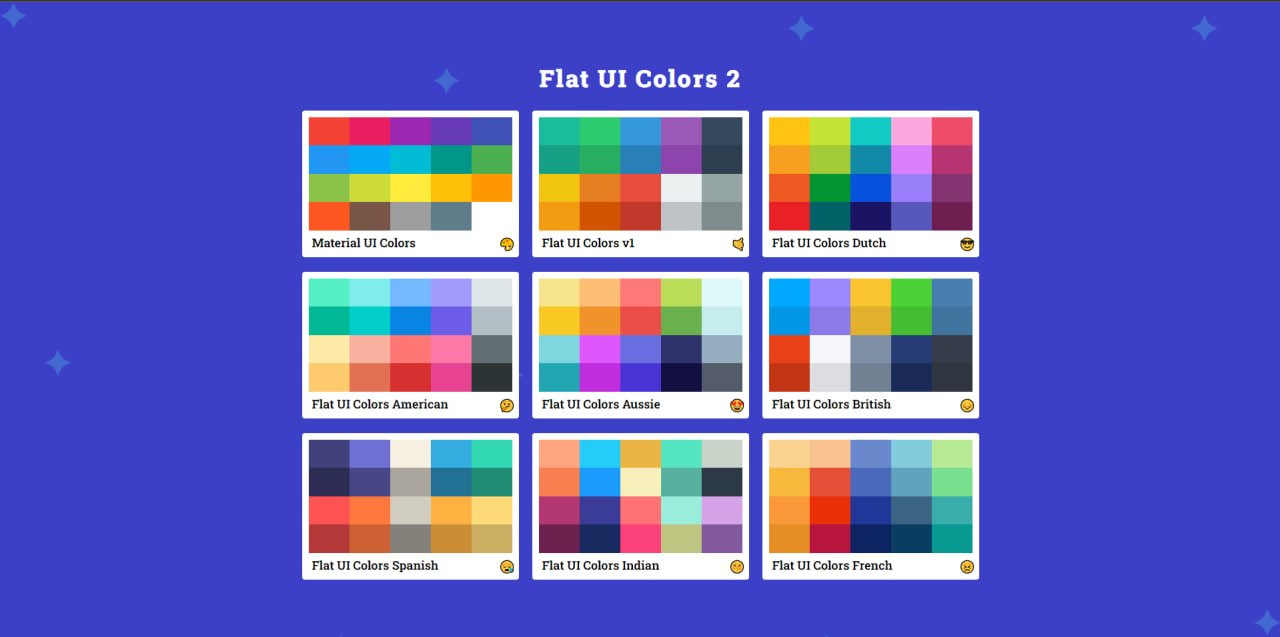 Flat UI Colors 2
Material UI Colors
Flat UI Colors v1
Flat UI Colors Dutch
Flat UI Colors American
Flat UI Colors Aussie
Flat UI Colors British
Flat UI Colors Spanish
Flat UI Colors Indian
Flat UI Colors French